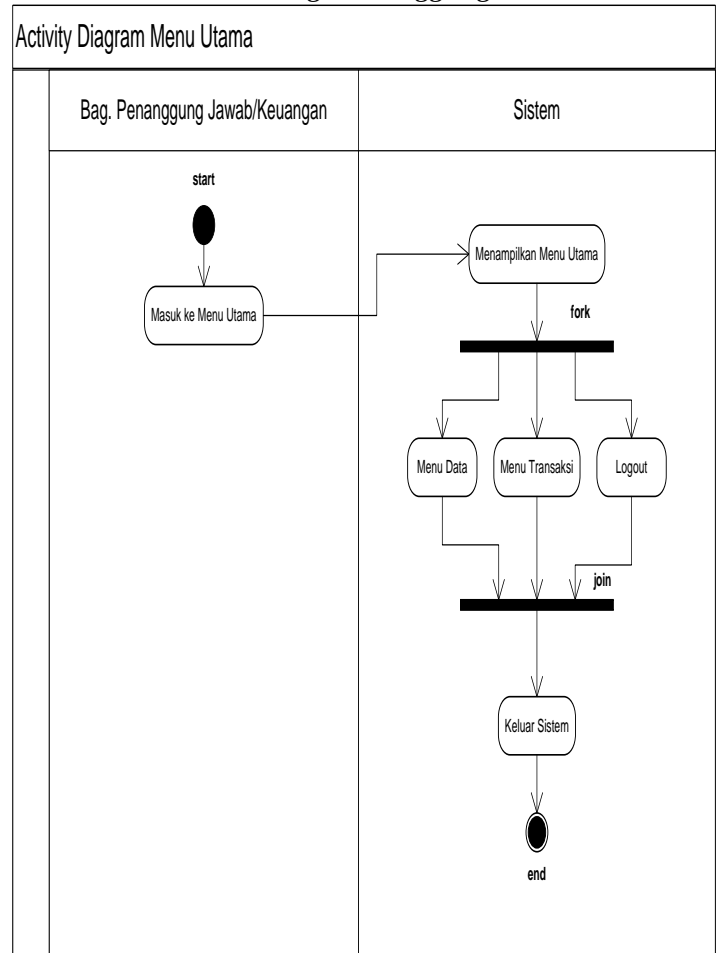 Activity Diagram Menu Utama
Bag. Penanggung Jawab/Keuangan
Sistem
start
Masuk ke Menu Utama
Menampilkan Menu Utama
fork
Menu Data
Menu Transaksi
Logout
join
Keluar Sistem
end